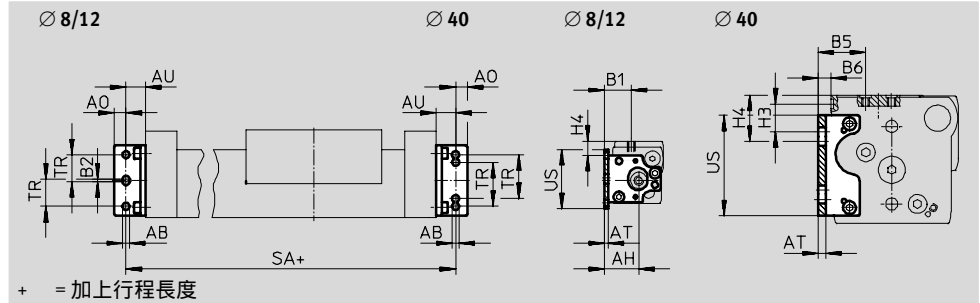 ⌀ 8/12
⌀ 40
⌀ 8/12
⌀ 40
AU
AO
AO
AU
TR
B2
TR
TR
TR
AB
AB
SA+
B1
H4
US
AT
AH
B5
B6
H4
H3
US
AT
+ = 加上行程長度